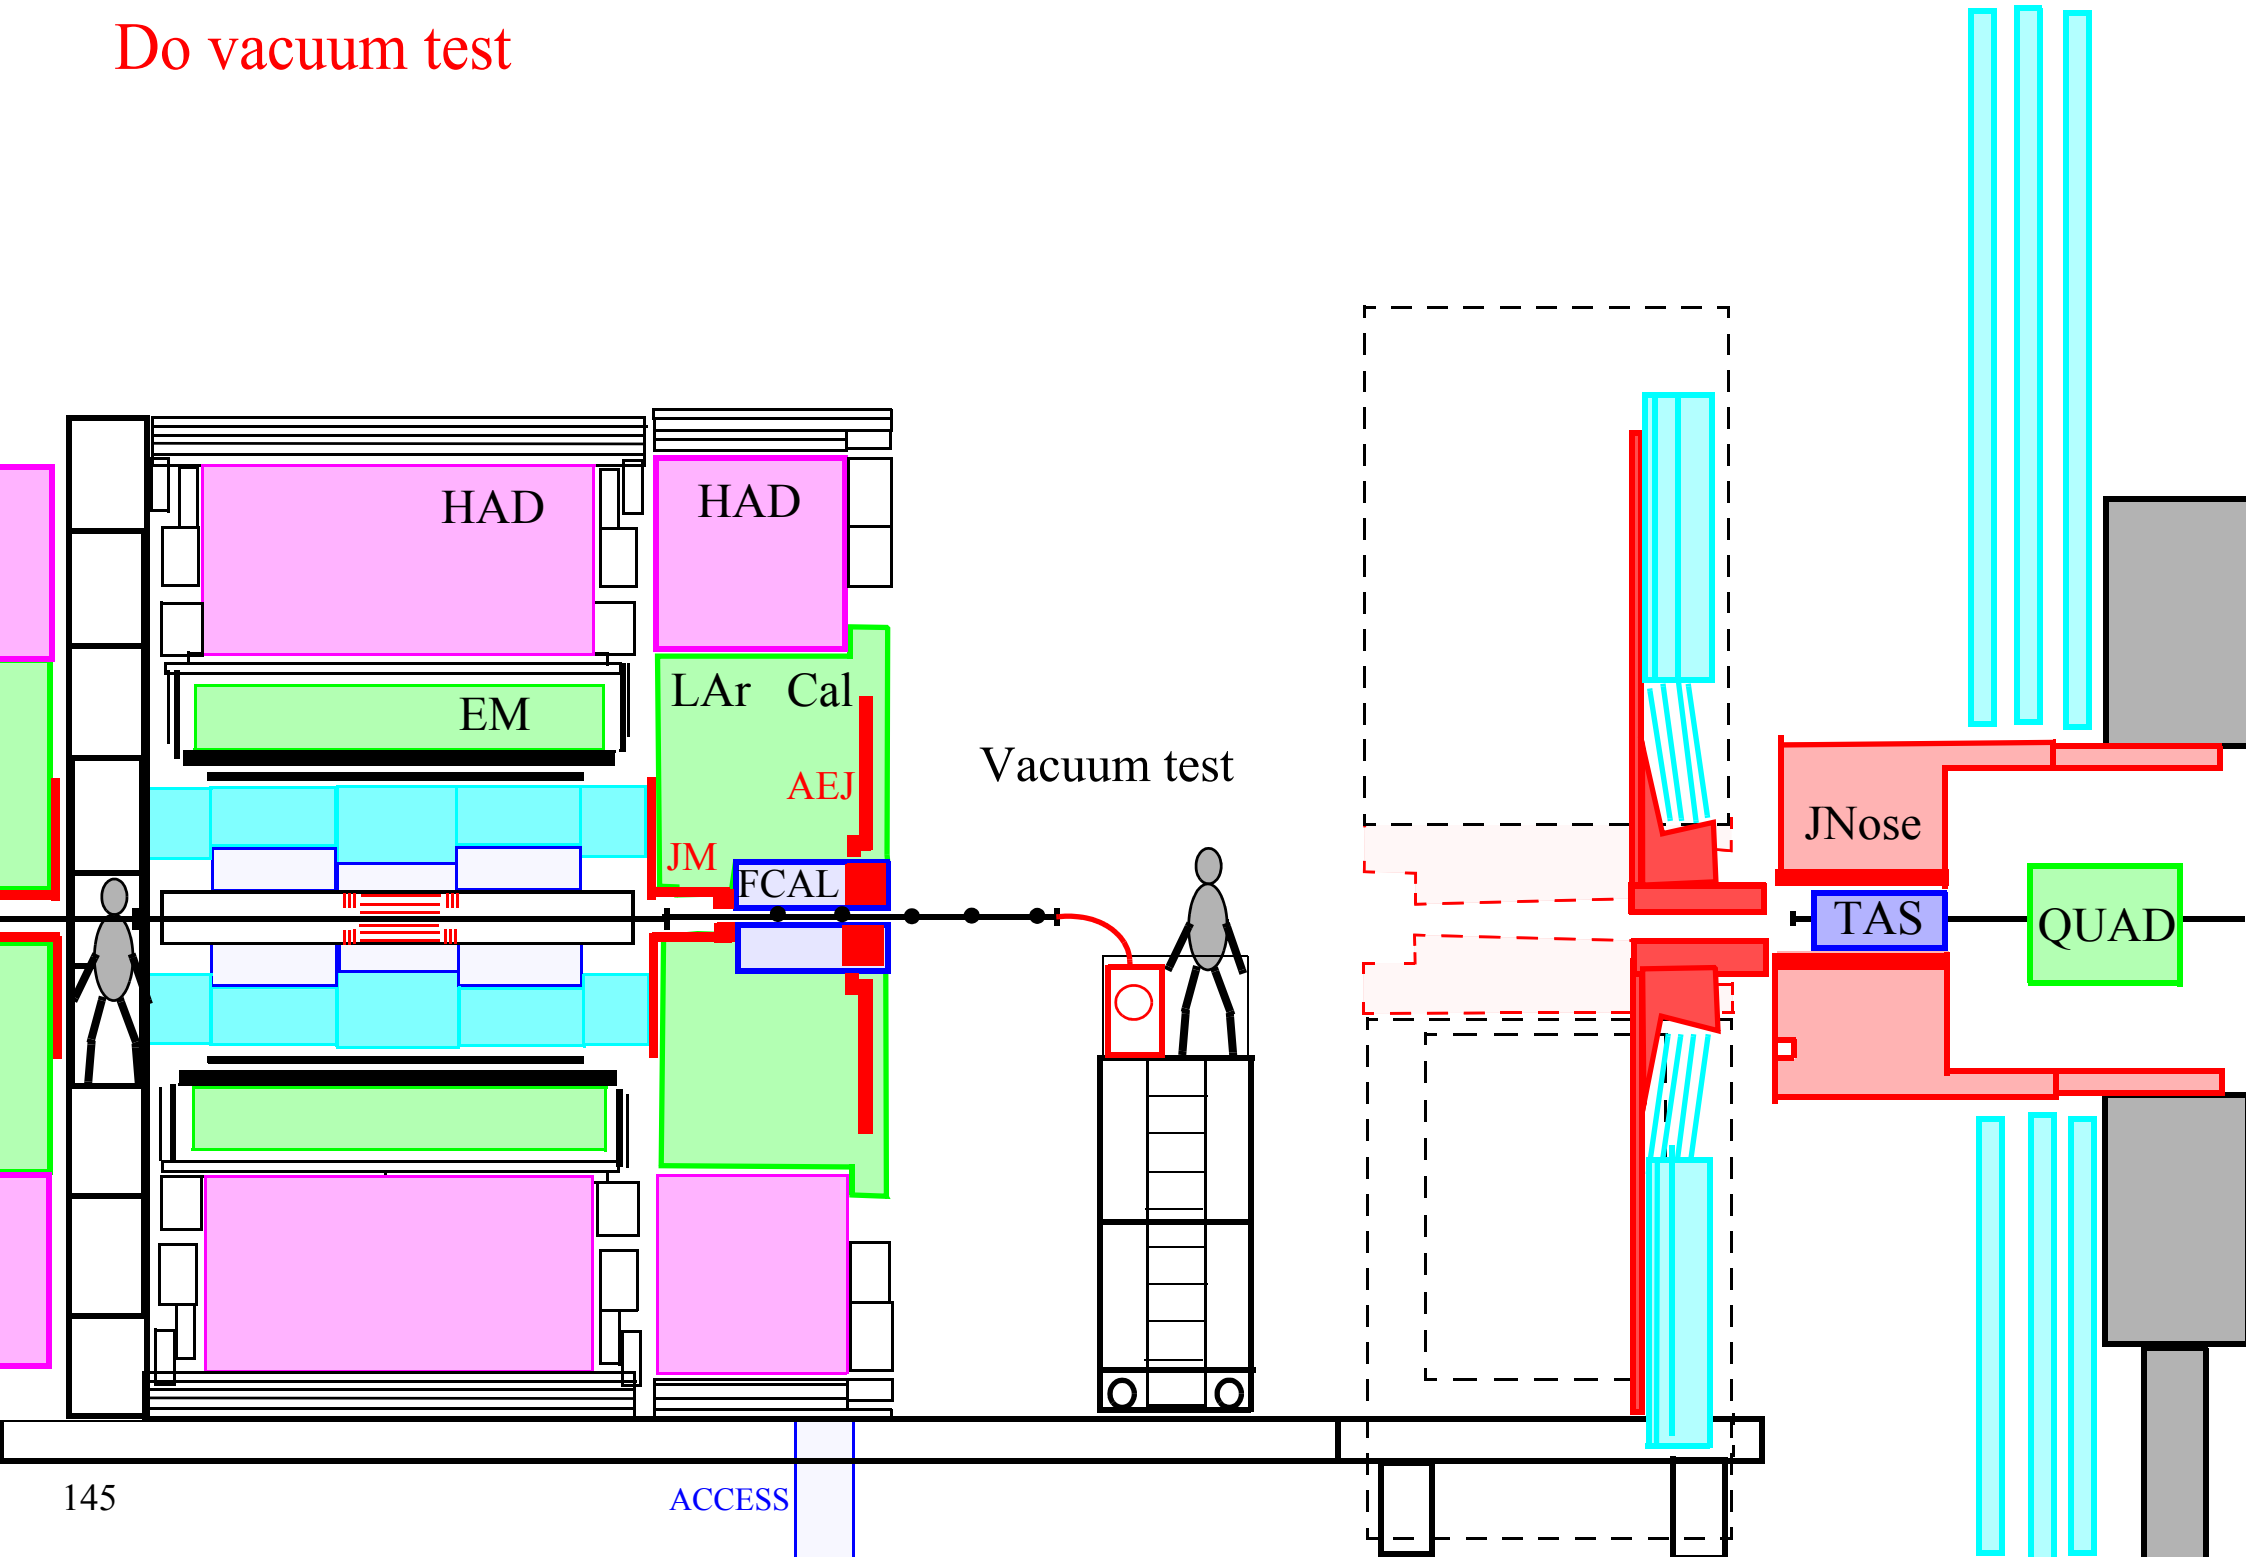 Do vacuum test
HAD
HAD
EM
LAr Cal
AEJ
Vacuum test
JM
FCAL
JNose
TAS
QUAD
145
ACCESS